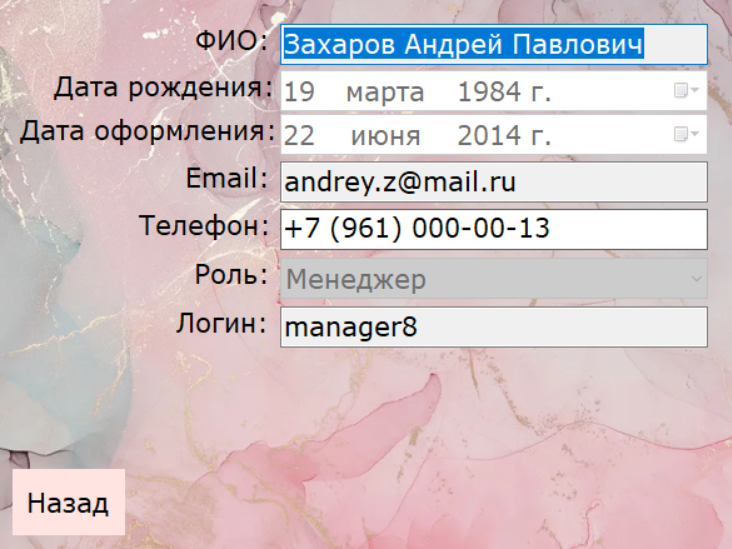 ФИО: Захаров Андрей Павлович
Дата рождения: 19 марта 1984 г.
Дата оформления: 22 июня 2014 г.
Email: andrey.z@mail.ru
Телефон: +7 (961) 000-00-13
Роль: Менеджер
Логин: manager8
Назад